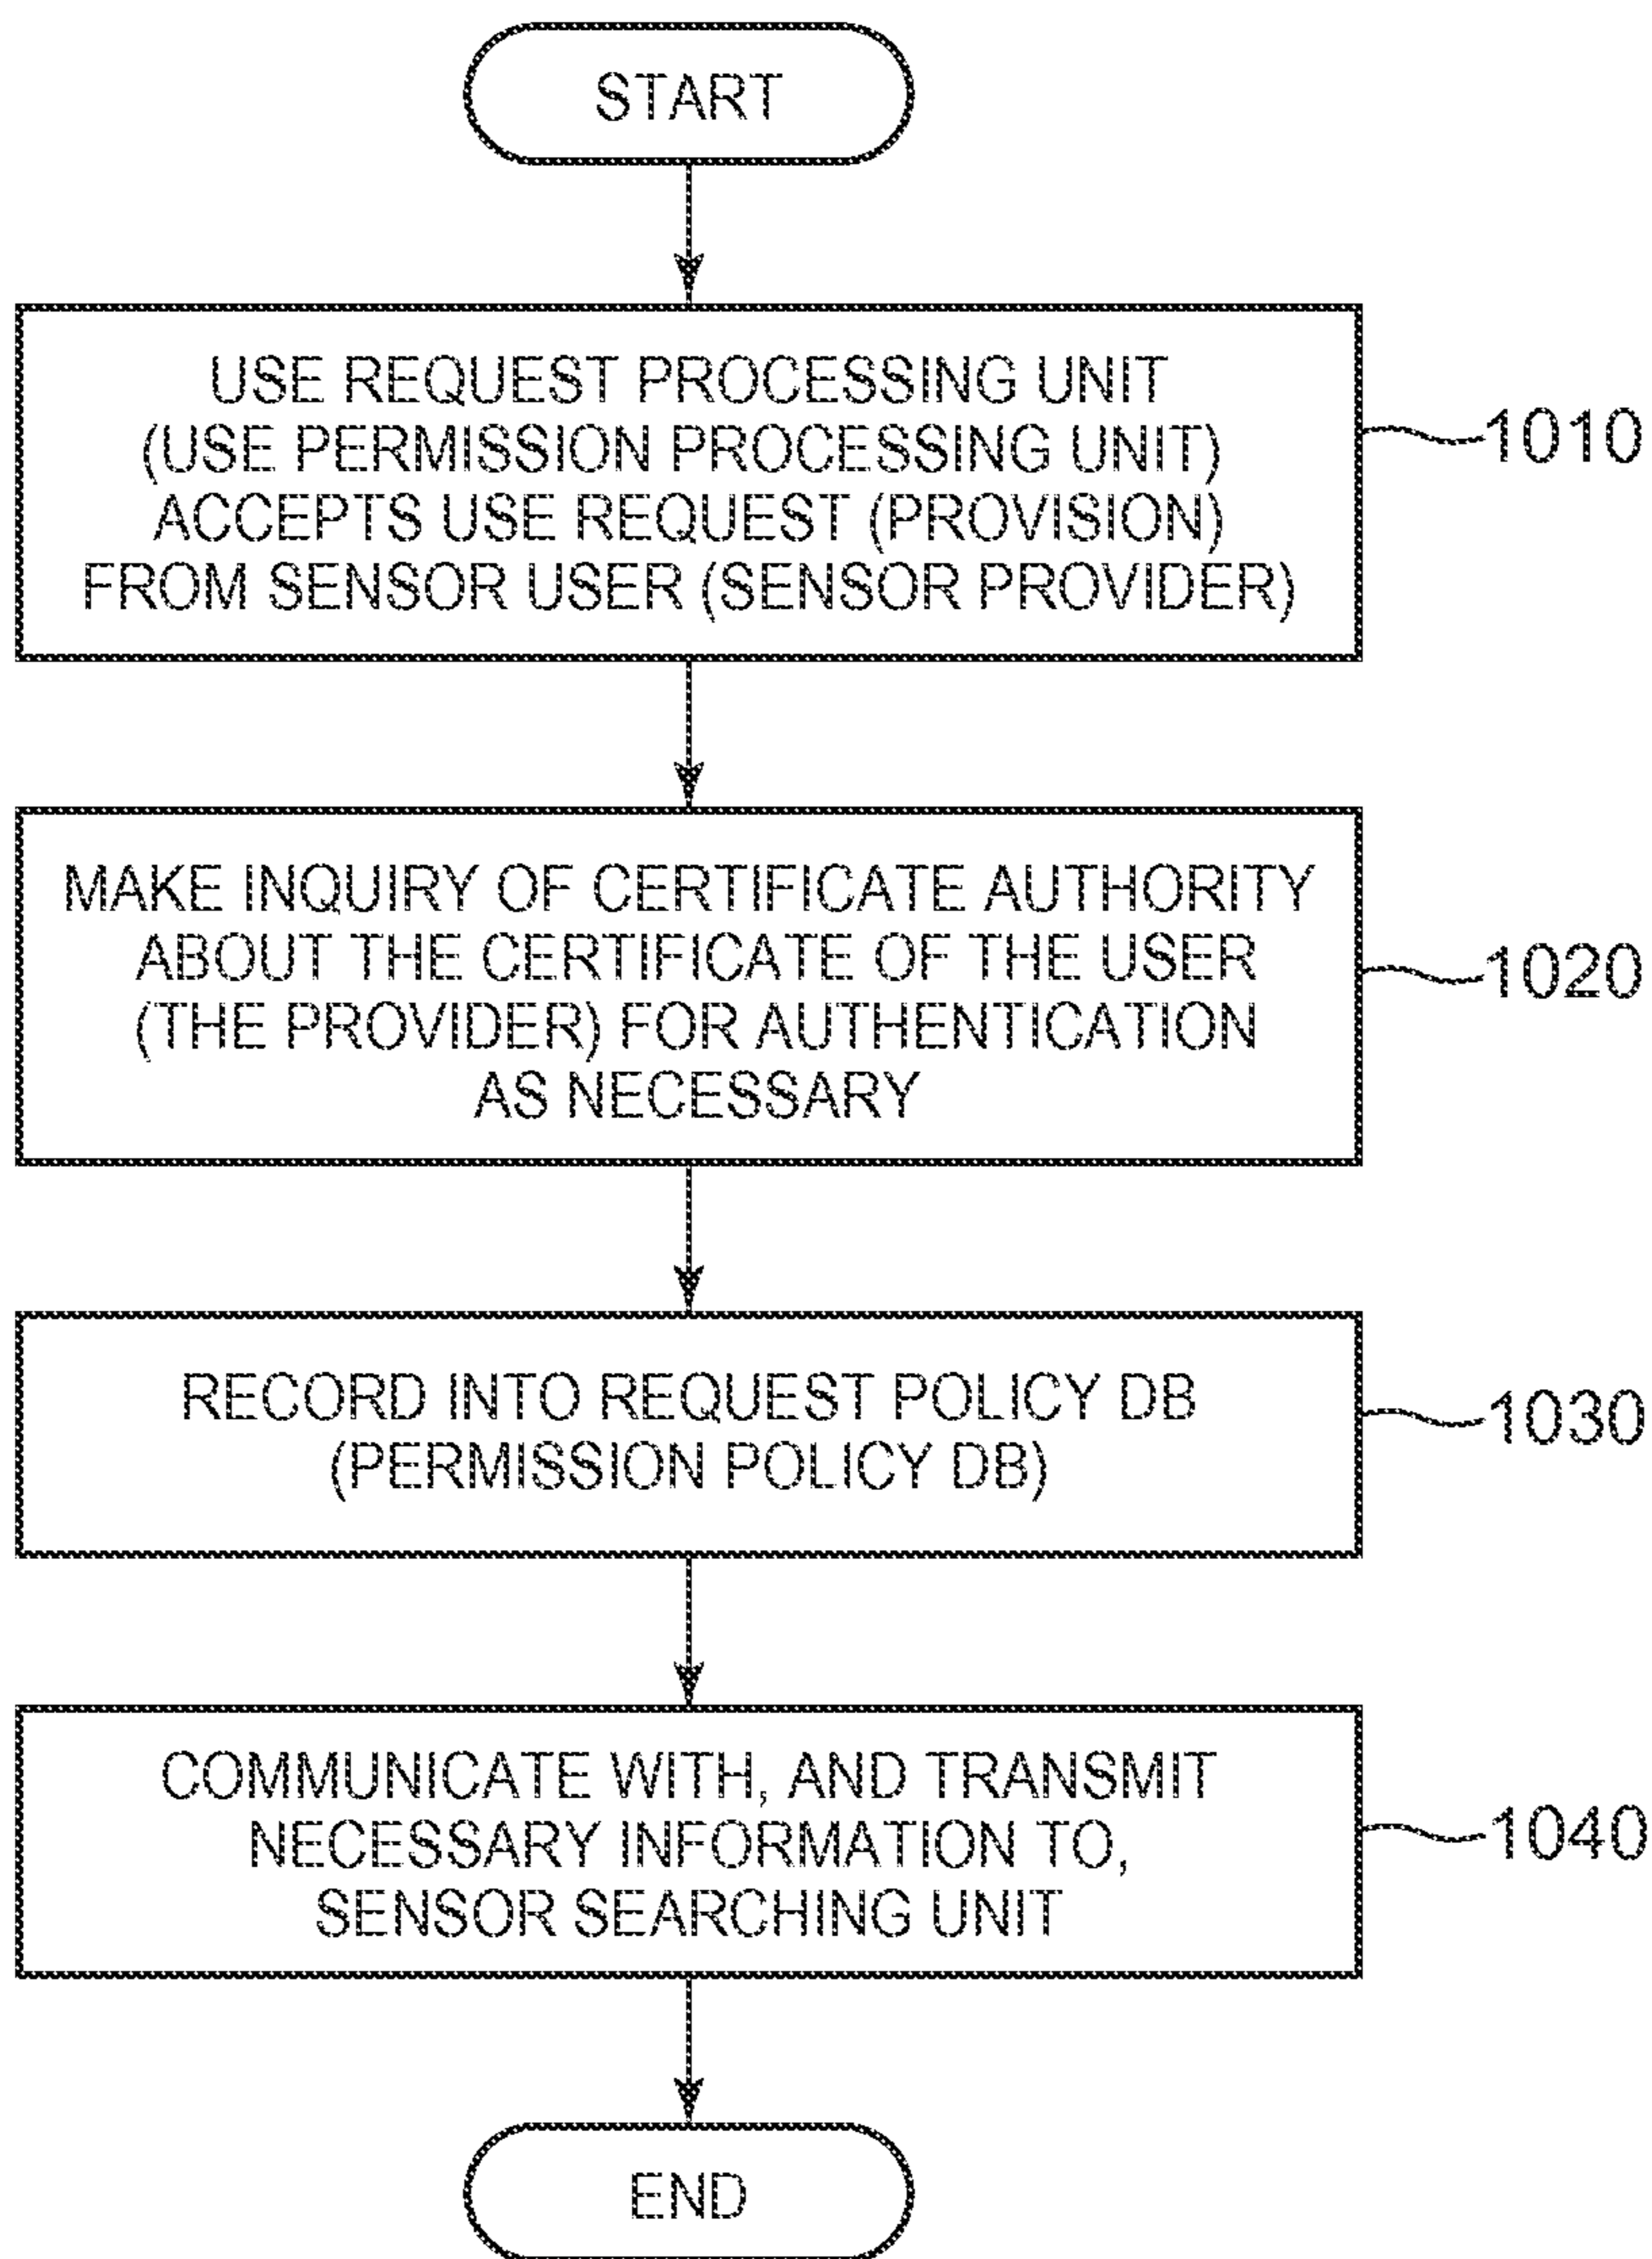 START
USE REQUEST PROCESSING UNIT
(USE PERMISSION PROCESSING UNIT)
ACCEPTS USE REQUEST (PROVISION)
FROM SENSOR USER (SENSOR PROVIDER)
1010
MAKE INQUIRY OF CERTIFICATE AUTHORITY
ABOUT THE CERTIFICATE OF THE USER
(THE PROVIDER) FOR AUTHENTICATION
AS NECESSARY
1020
RECORD INTO REQUEST POLICY DB
(PERMISSION POLICY DB)
1030
COMMUNICATE WITH, AND TRANSMIT
NECESSARY INFORMATION TO,
SENSOR SEARCHING UNIT
1040
END